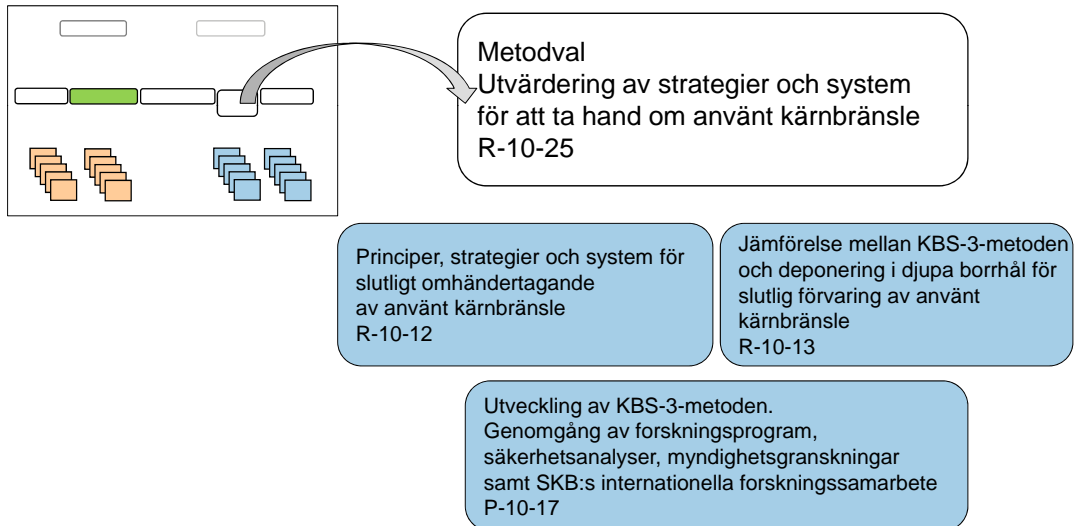 Metodval
Utvärdering av strategier och system
för att ta hand om använt kärnbränsle
R-10-25
Principer, strategier och system för
slutligt omhändertagande
av använt kärnbränsle
R-10-12
Jämförelse mellan KBS-3-metoden
och deponering i djupa borrhål för
slutlig förvaring av använt
kärnbränsle
R-10-13
Utveckling av KBS-3-metoden.
Genomgång av forskningsprogram,
säkerhetsanalyser, myndighetsgranskningar
samt SKB:s internationella forskningssamarbete
P-10-17